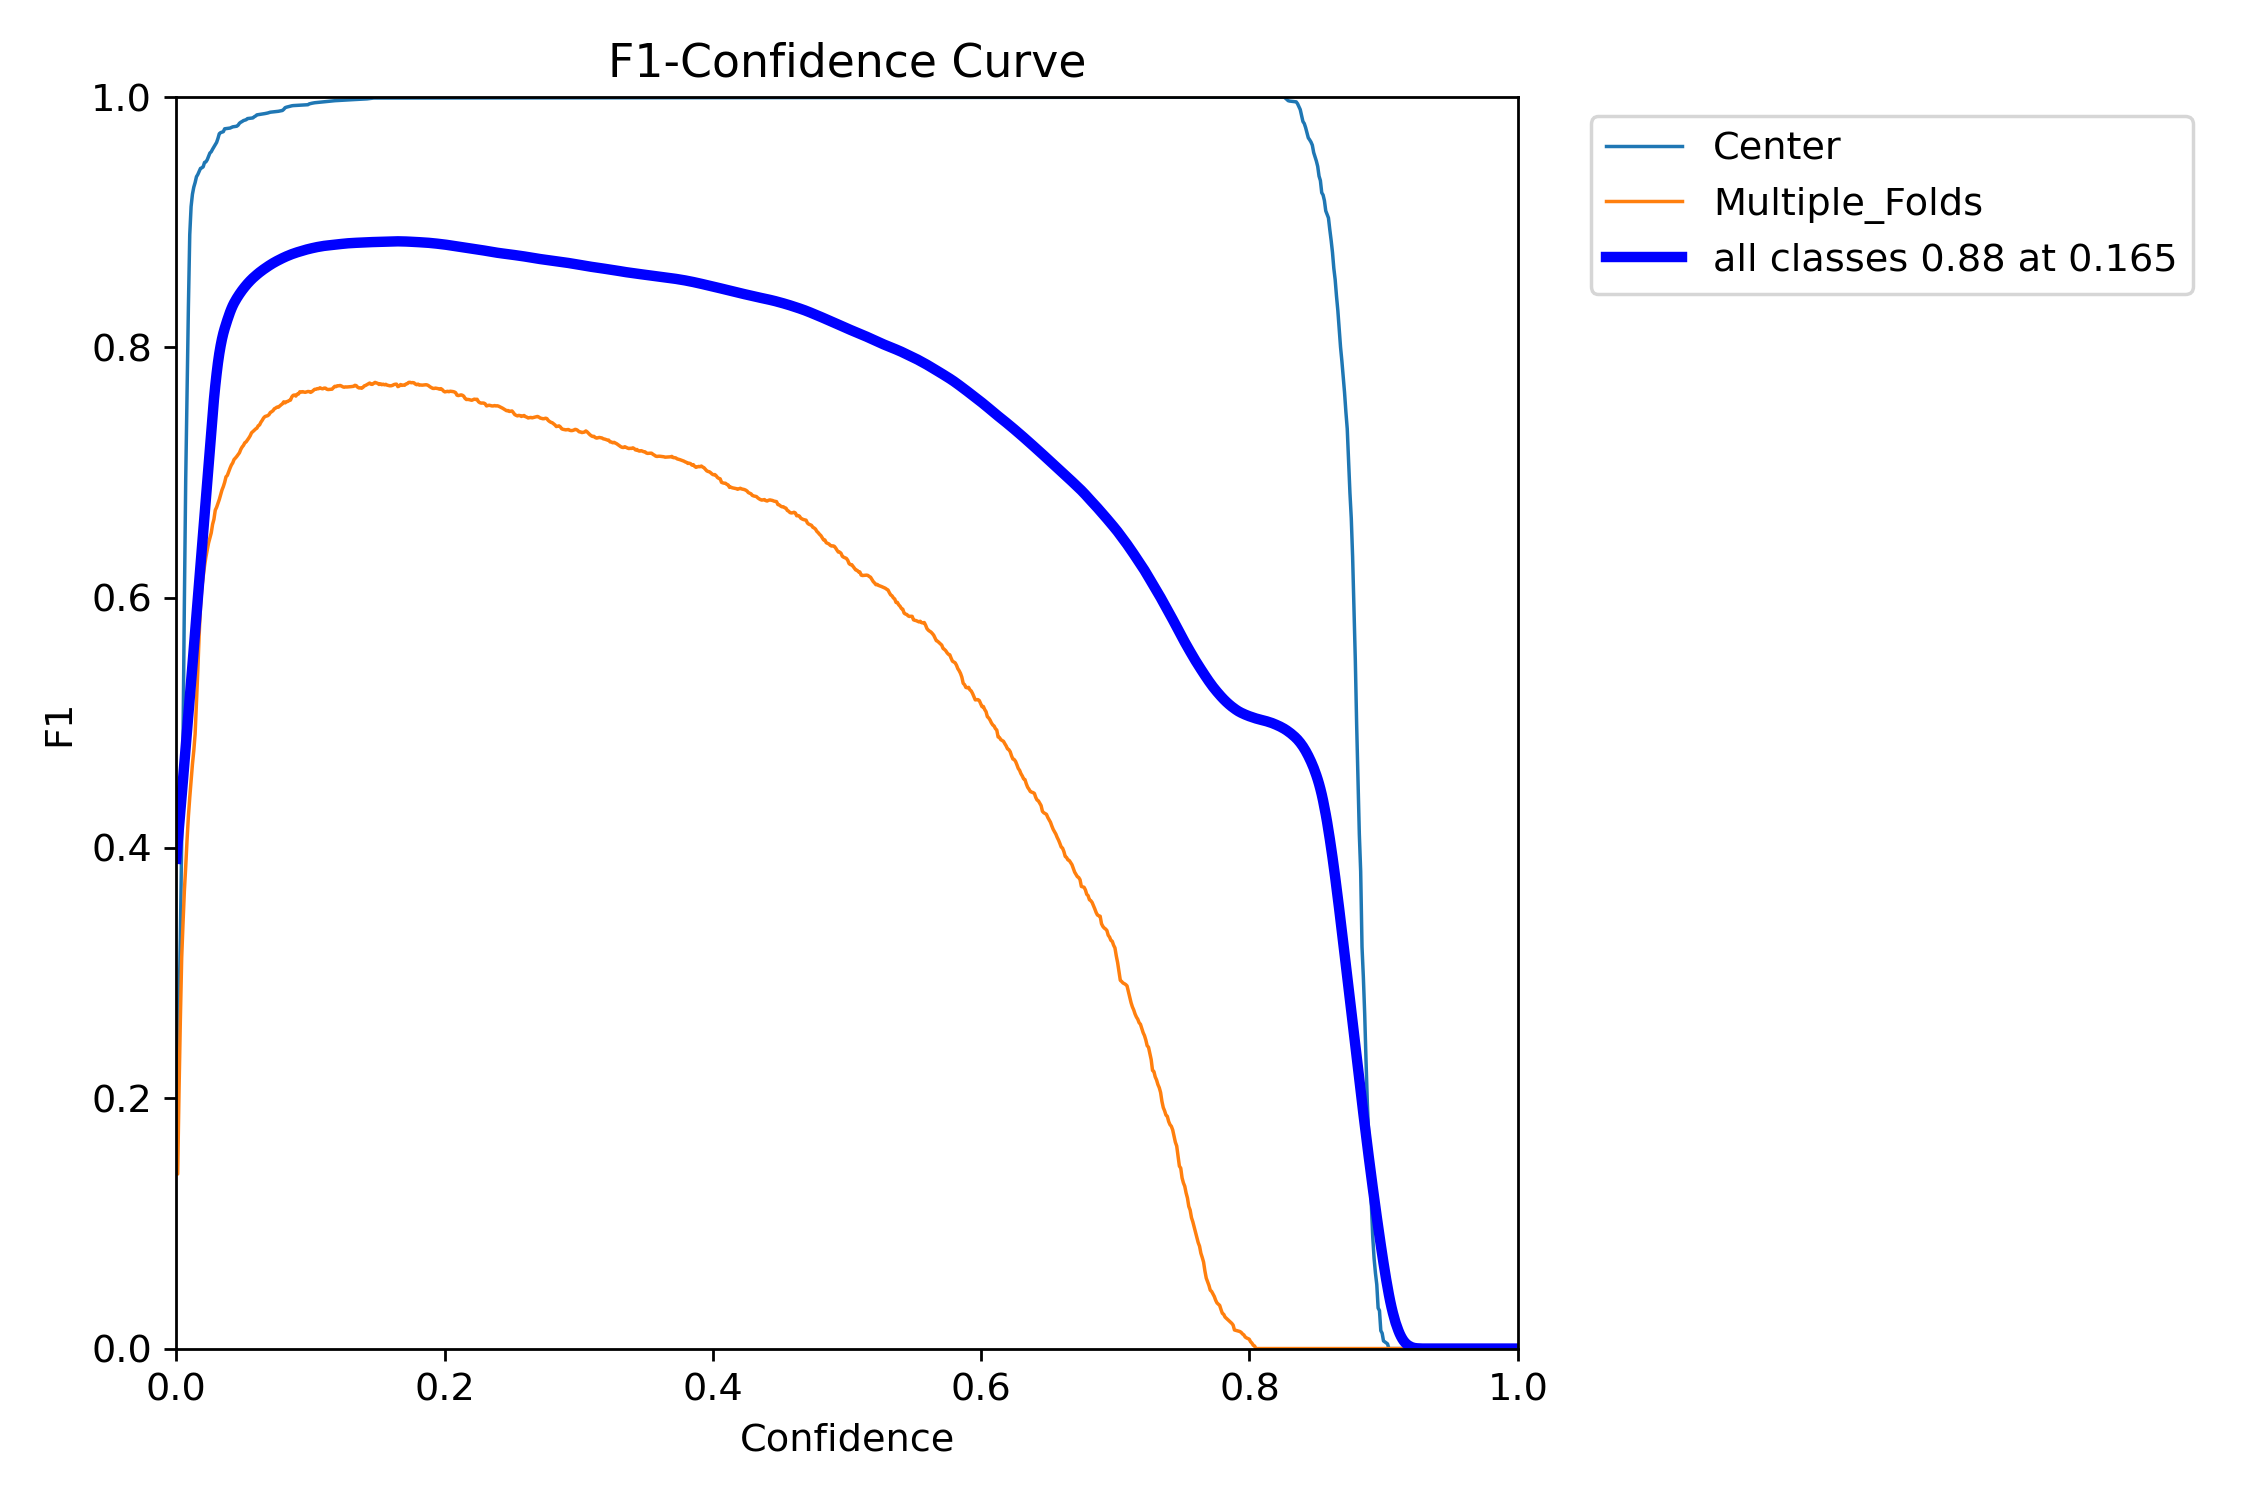 F1-Confidence Curve
1.0
0.8
0.6
0.4
0.2
0.0
F1
0.0 0.2 0.4 0.6 0.8 1.0
Confidence
Center
Multiple_Folds
all classes 0.88 at 0.165